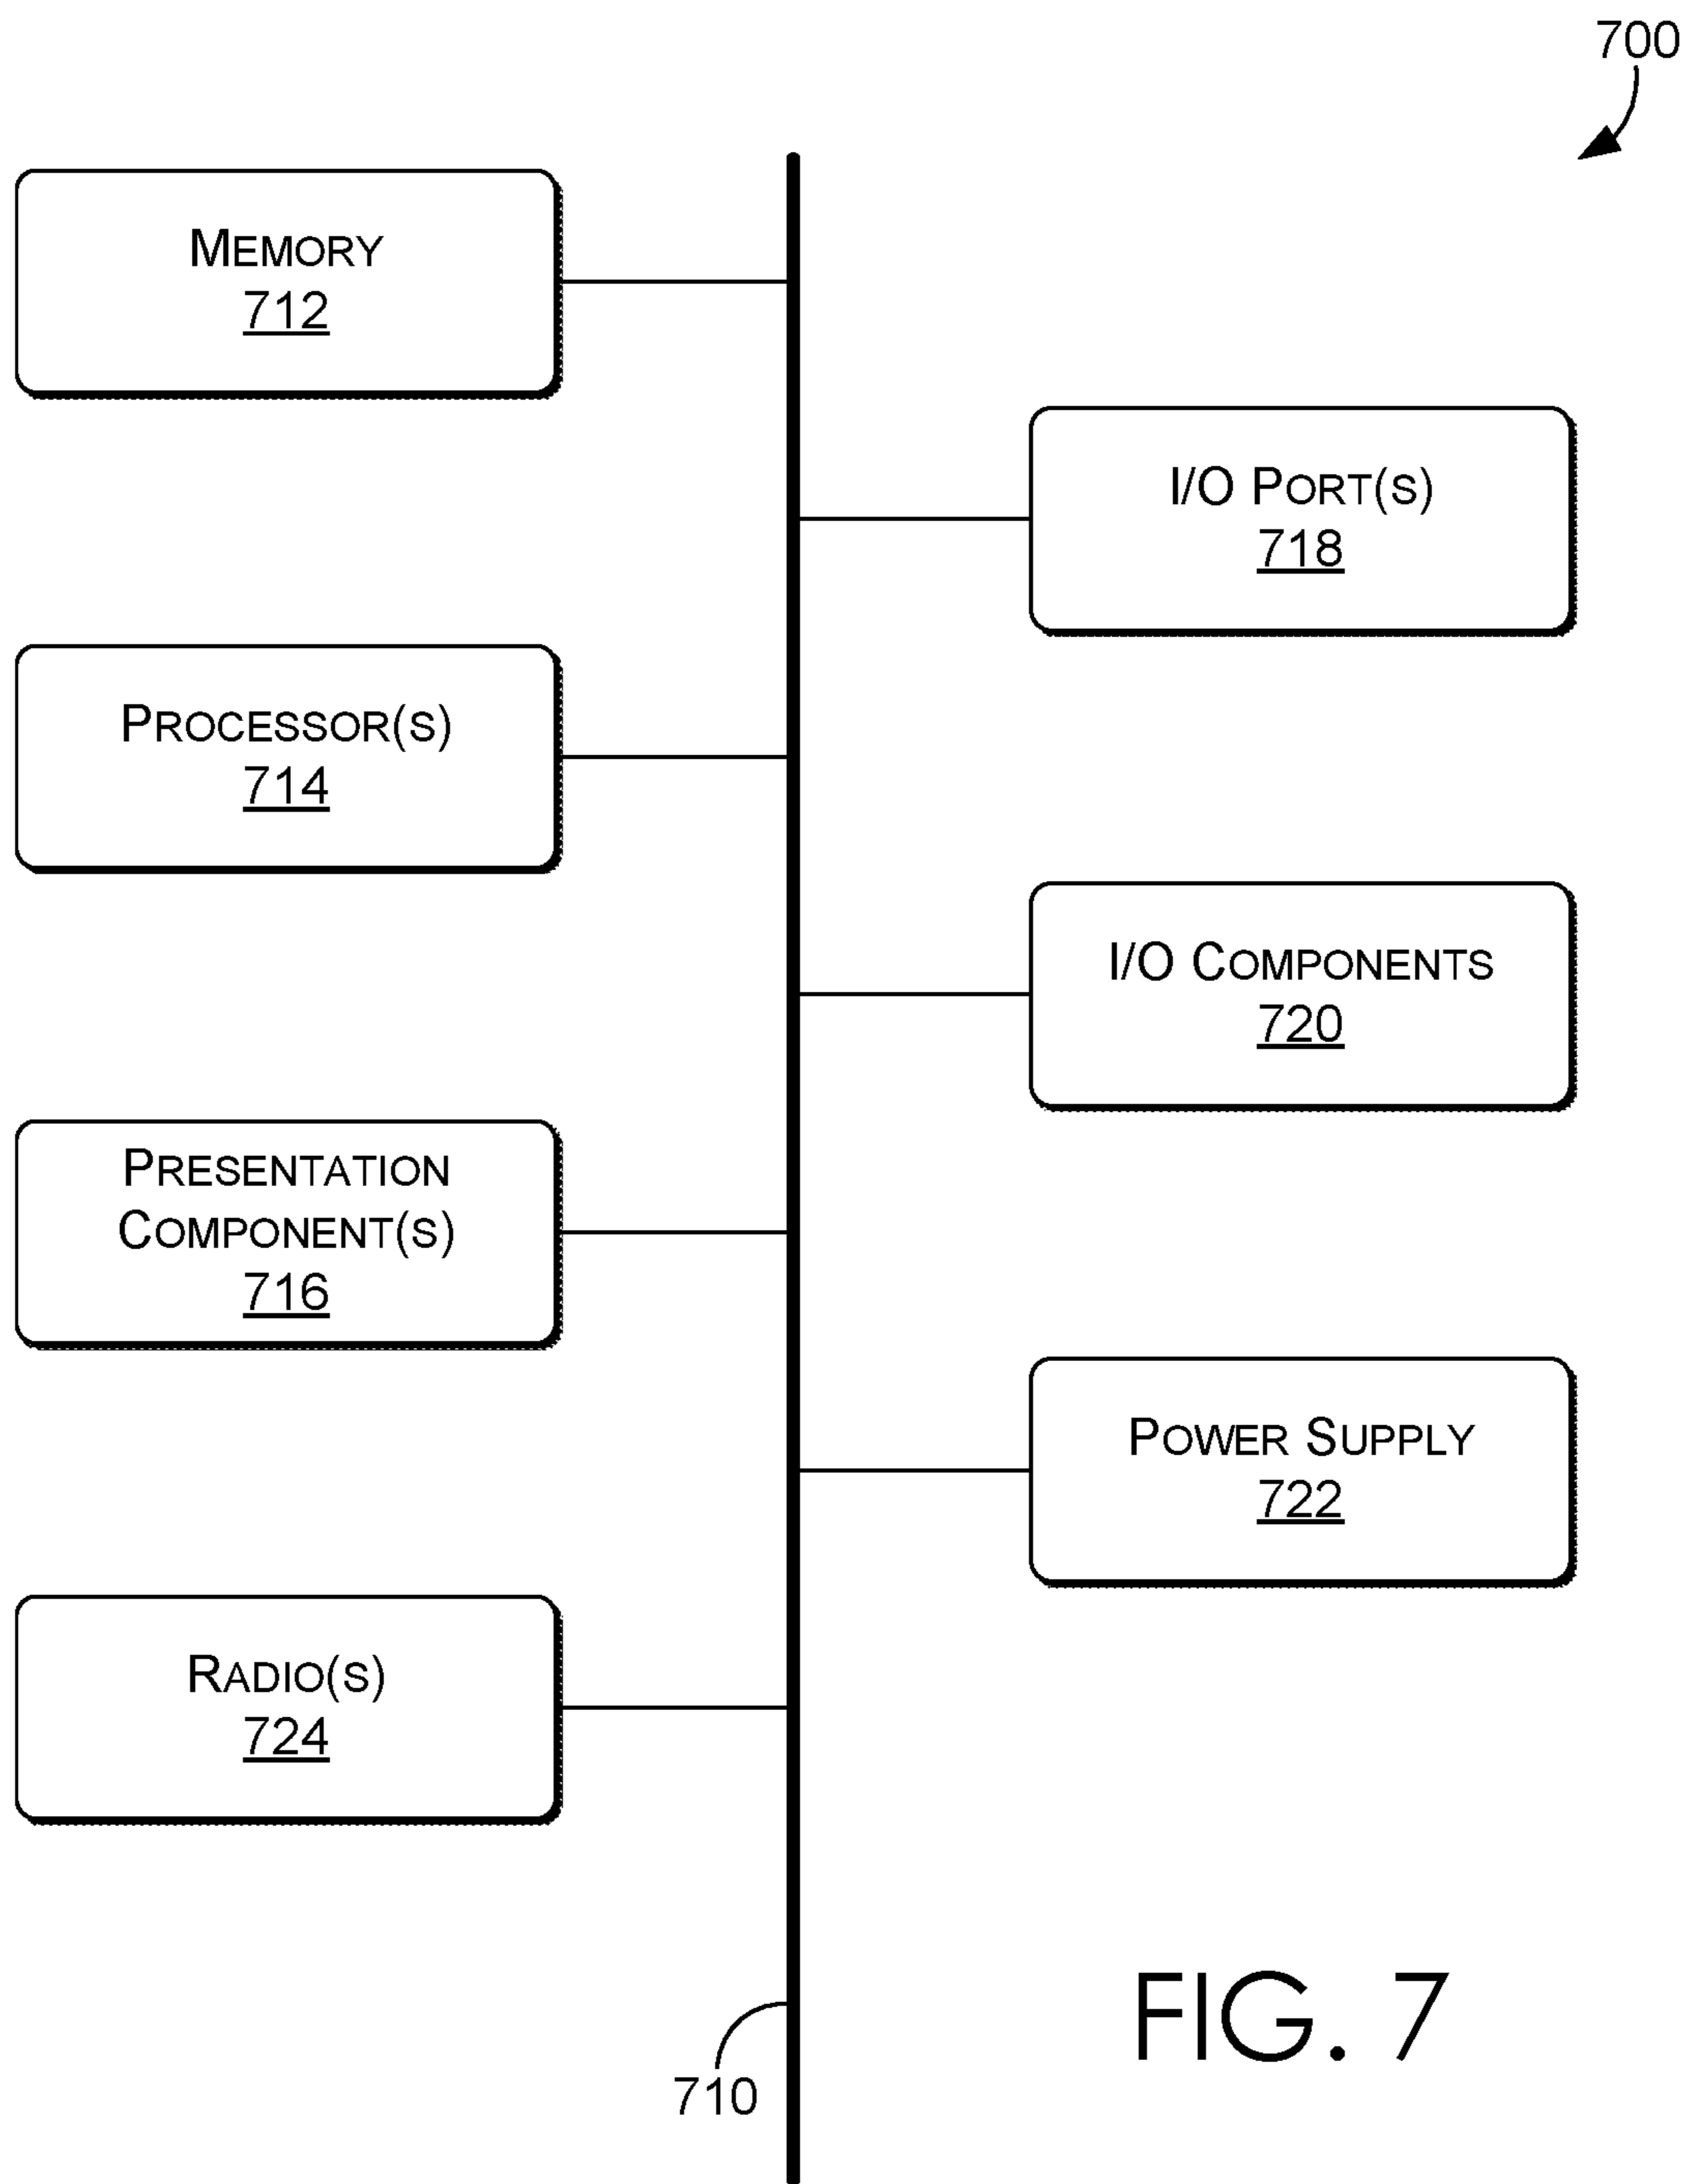 700
MEMORY
712
I/O PORT(S)
718
PROCESSOR(S)
714
I/O COMPONENTS
720
PRESENTATION
COMPONENT(S)
716
POWER SUPPLY
722
RADIO(S)
724
710
FIG. 7